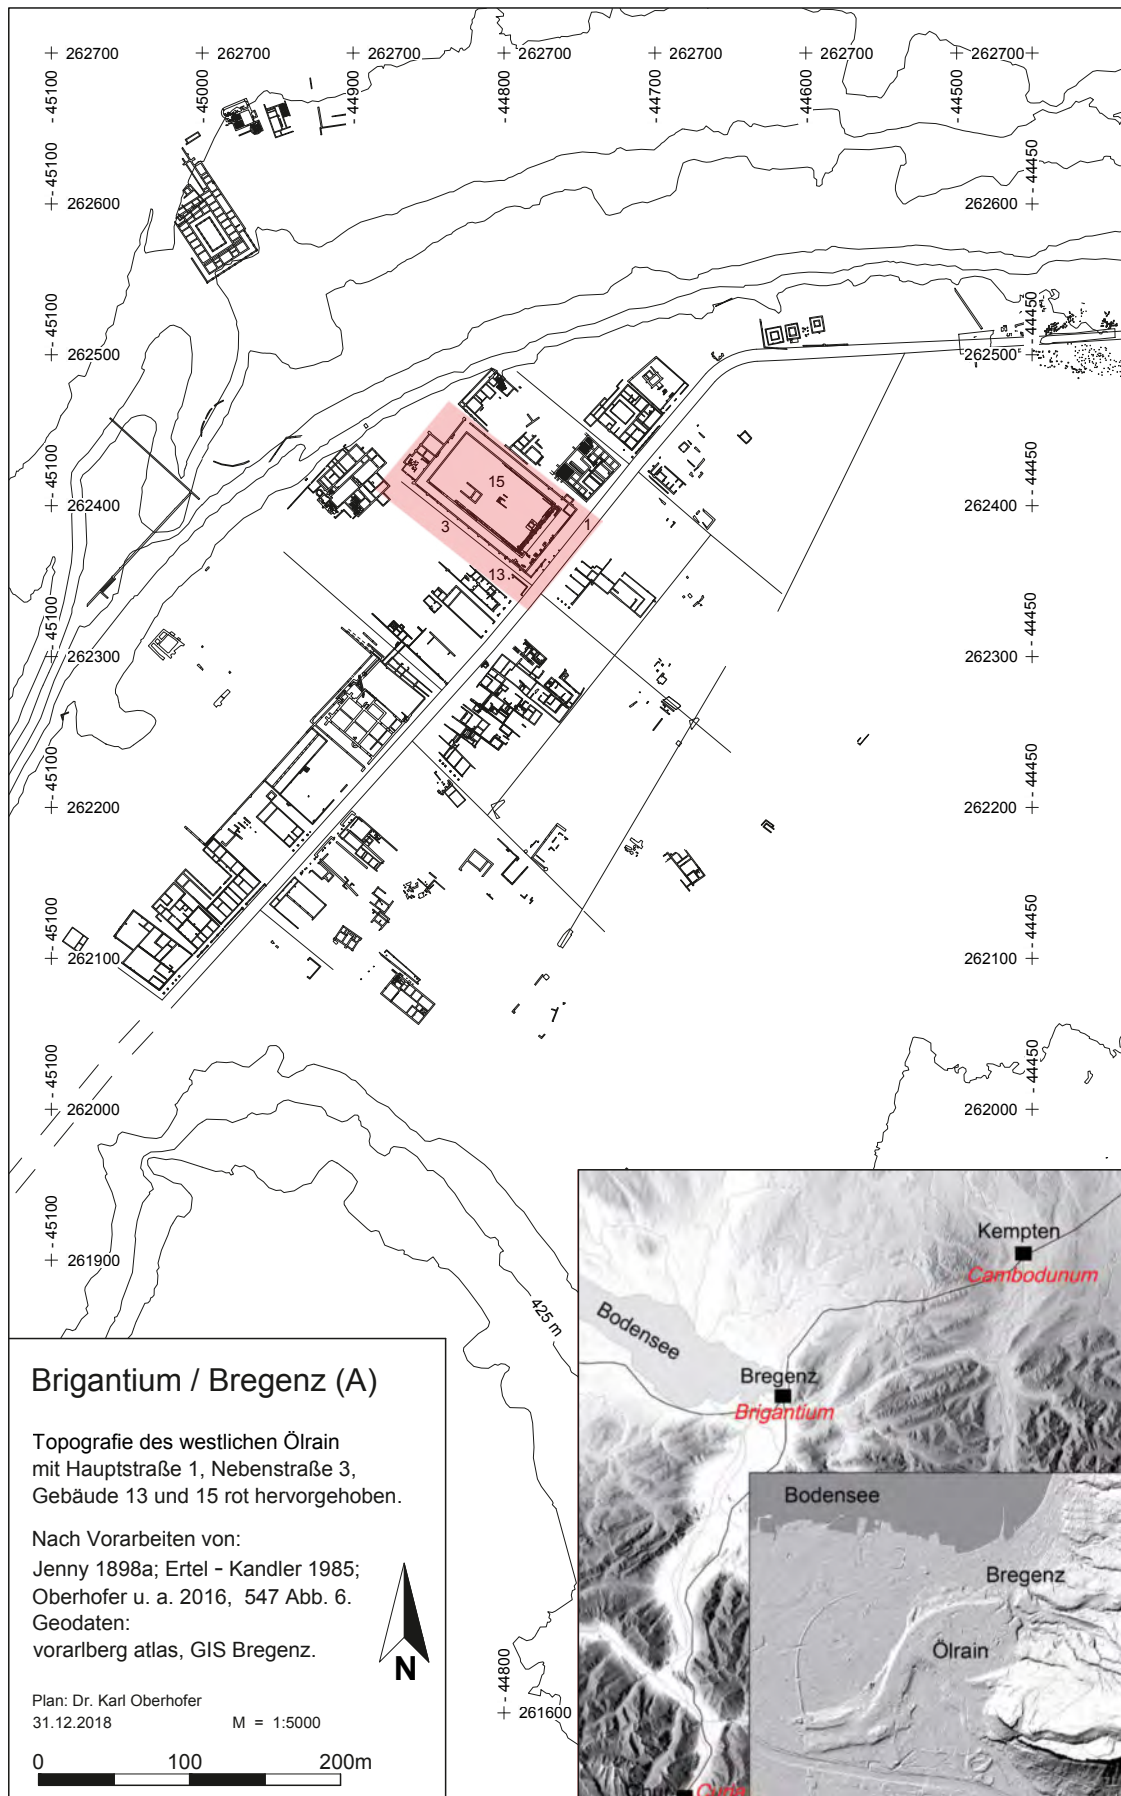 262700 262700 262700 262700 262700 262700 262700
-45100 -45000 -44900 -44800 -44700 -44600 -44500
-45100 -44450
262600 262600
-45100 -44450
262500 262500
-45100 -44450
262400 262400
15
3
1
13
-45100 -44450
262300 262300
-45100 -44450
262200 262200
-45100 -44450
262100 262100
-45100 -44450
262000 262000
-45100
261900
425 m
Brigantium / Bregenz (A)
Topografie des westlichen Ölrain
mit Hauptstraße 1, Nebenstraße 3,
Gebäude 13 und 15 rot hervorgehoben.
Nach Vorarbeiten von:
Jenny 1898a; Ertel – Kandler 1985;
Oberhofer u. a. 2016, 547 Abb. 6.
Geodaten:
vorarlberg atlas, GIS Bregenz.
N
Plan: Dr. Karl Oberhofer
31.12.2018 M = 1:5000
0 100 200m
-44800
261600
Kempten
Cambodunum
Bodensee
Bregenz
Brigantium
Chur Curia
Bodensee
Bregenz
Ölrain